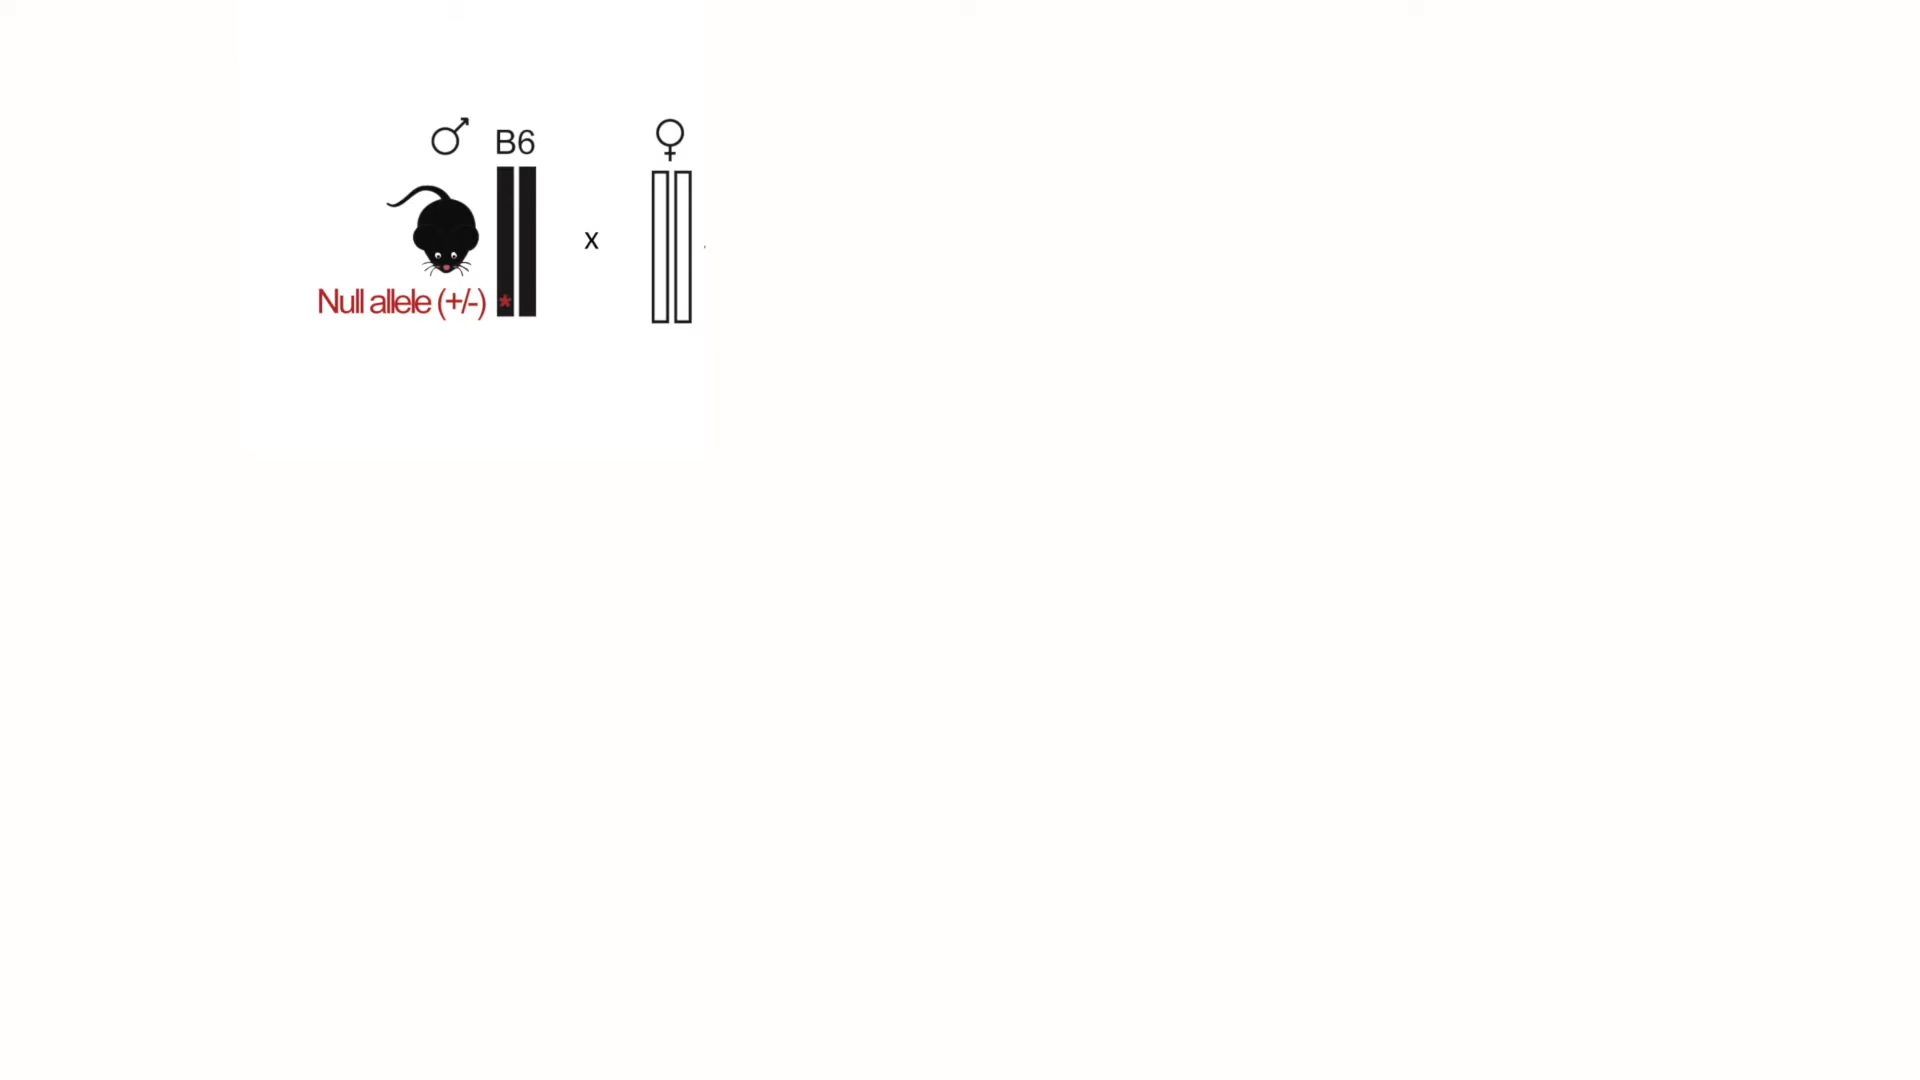 ♂ B6 ♀
x
Null allele (+/-) *